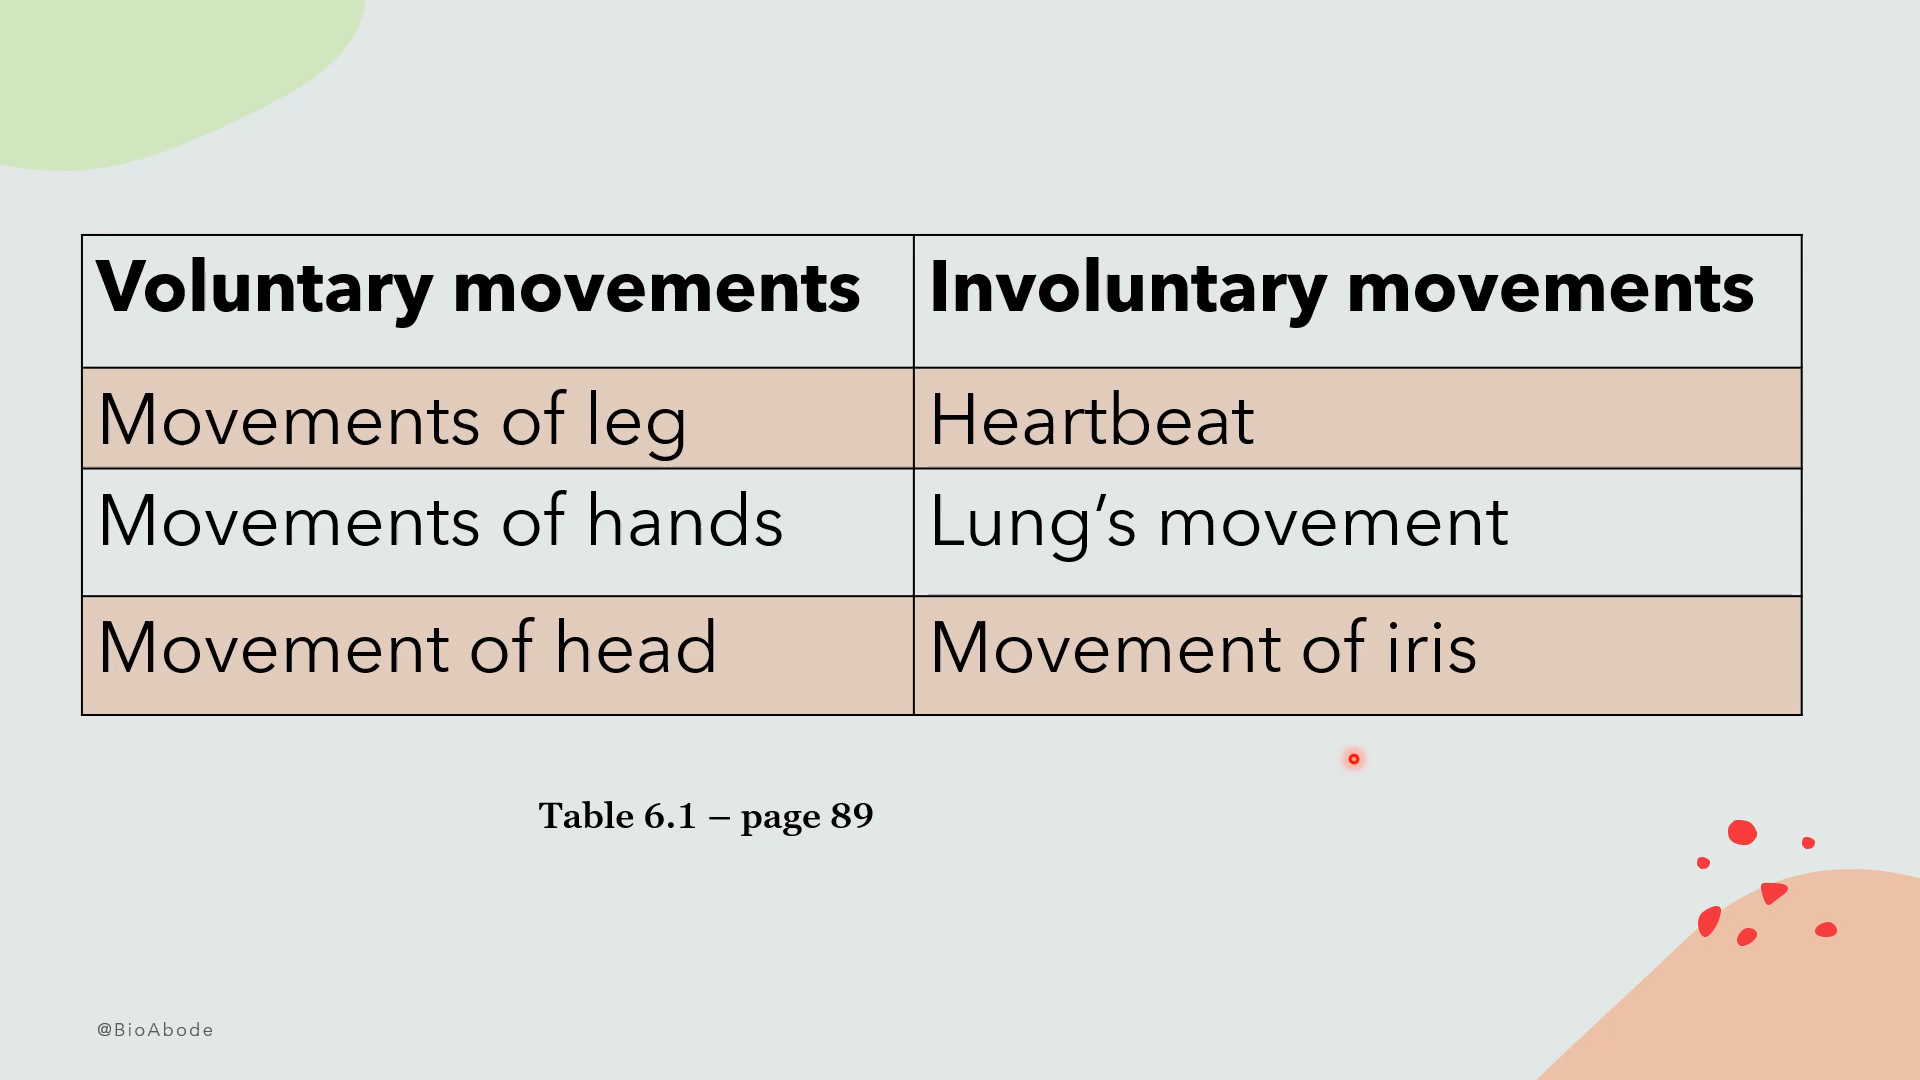 Voluntary movements Involuntary movements
Movements of leg Heartbeat
Movements of hands Lung’s movement
Movement of head Movement of iris
Table 6.1 – page 89
@BioAbode